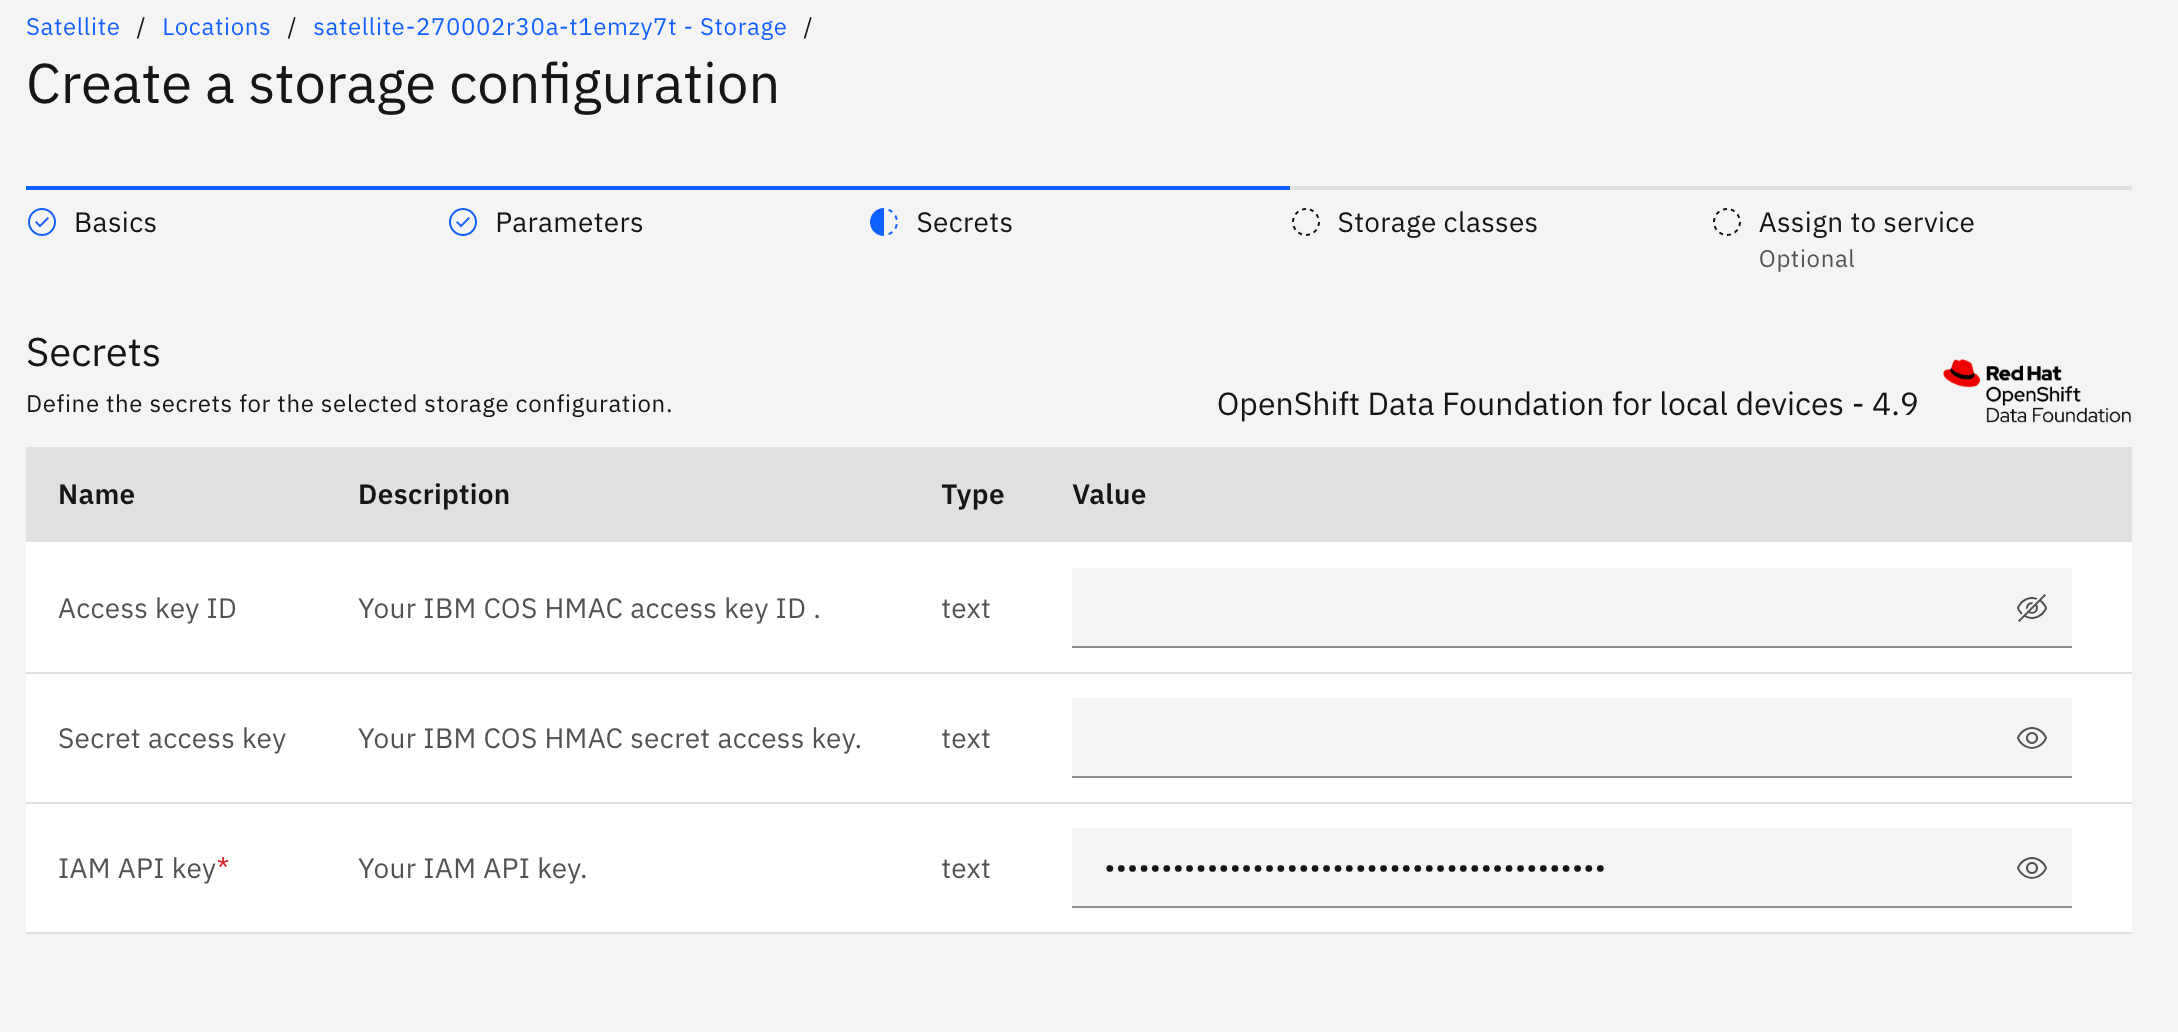 Satellite / Locations / satellite-270002r30a-t1emzy7t - Storage /
Create a storage configuration
Basics
Parameters
Secrets
Storage classes
Assign to service
Optional
Secrets
Define the secrets for the selected storage configuration.
OpenShift Data Foundation for local devices - 4.9
Red Hat
OpenShift
Data Foundation
Name Description Type Value
Access key ID Your IBM COS HMAC access key ID . text
Secret access key Your IBM COS HMAC secret access key. text
IAM API key* Your IAM API key. text ••••••••••••••••••••••••••••••••••••••••••••